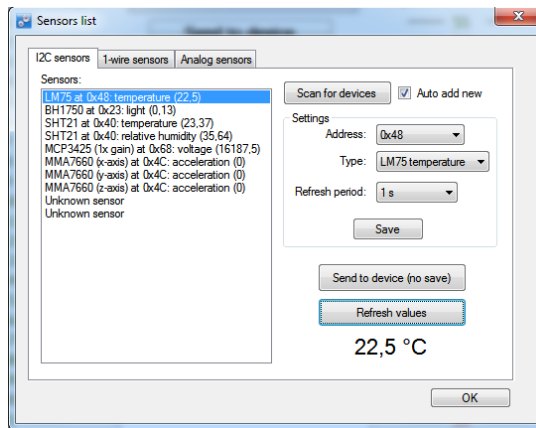 Sensors list
I2C sensors 1-wire sensors Analog sensors
Sensors:
LM75 at 0x48: temperature (22,5)
BH1750 at 0x23: light (0,13)
SHT21 at 0x40: temperature (23,37)
SHT21 at 0x40: relative humidity (35,64)
MCP3425 (1x gain) at 0x68: voltage (16187,5)
MMA7660 (x-axis) at 0x4C: acceleration (0)
MMA7660 (y-axis) at 0x4C: acceleration (0)
MMA7660 (z-axis) at 0x4C: acceleration (0)
Unknown sensor
Unknown sensor
Scan for devices Auto add new
Settings
Address: 0x48
Type: LM75 temperature
Refresh period: 1 s
Save
Send to device (no save)
Refresh values
22,5 °C
OK